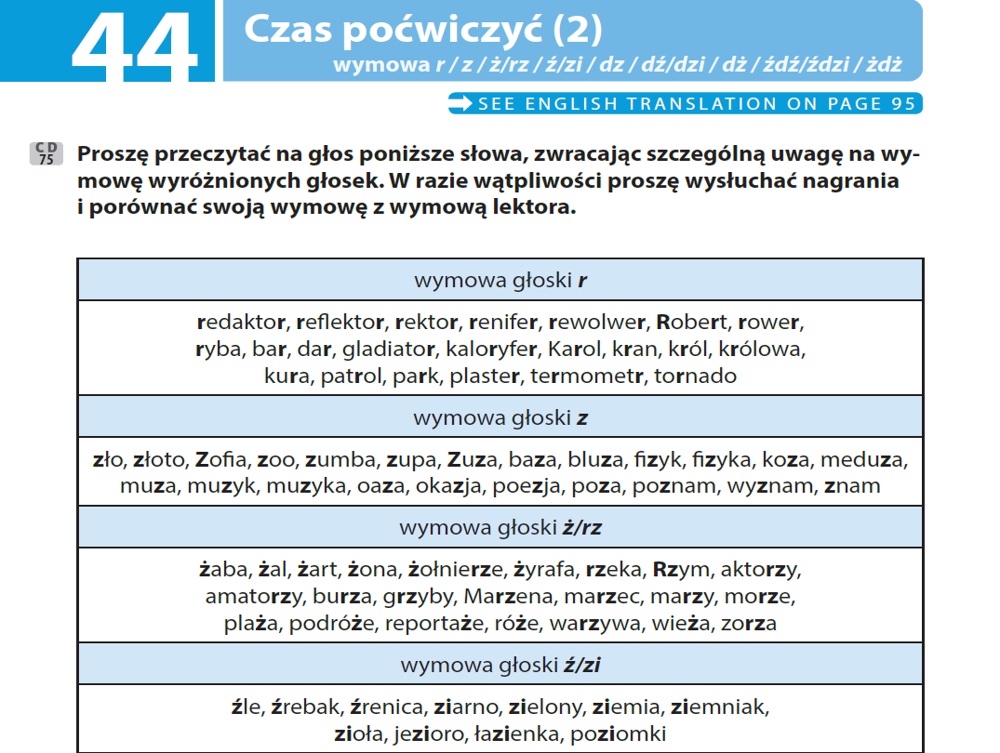 44
Czas poćwiczyć (2)
wymowa r / z / ż/rz / ź/zi / dz / dź/dzi / dż / źdź/ździ / żdż
SEE ENGLISH TRANSLATION ON PAGE 95
CD
75
Proszę przeczytać na głos poniższe słowa, zwracając szczególną uwagę na wy-
mowę wyróżnionych głosek. W razie wątpliwości proszę wysłuchać nagrania
i porównać swoją wymowę z wymową lektora.
wymowa głoski r
redaktor, reflektor, rektor, renifer, rewolwer, Robert, rower,
ryba, bar, dar, gladiator, kaloryfer, Karol, kran, król, królowa,
kura, patrol, park, plaster, termometr, tornado
wymowa głoski z
zło, złoto, Zofia, zoo, zumba, zupa, Zuza, baza, bluza, fizyk, fizyka, koza, meduza,
muza, muzyk, muzyka, oaza, okazja, poezja, poza, poznam, wyznam, znam
wymowa głoski ż/rz
żaba, żal, żart, żona, żołnierze, żyrafa, rzeka, Rzym, aktorzy,
amatorzy, burza, grzyby, Marzena, marzec, marzy, morze,
plaża, podróże, reportaże, róże, warzywa, wieża, zorza
wymowa głoski ź/zi
źle, źrebak, źrenica, ziarno, zielony, ziemia, ziemniak,
zioła, jezioro, łazienka, poziomki